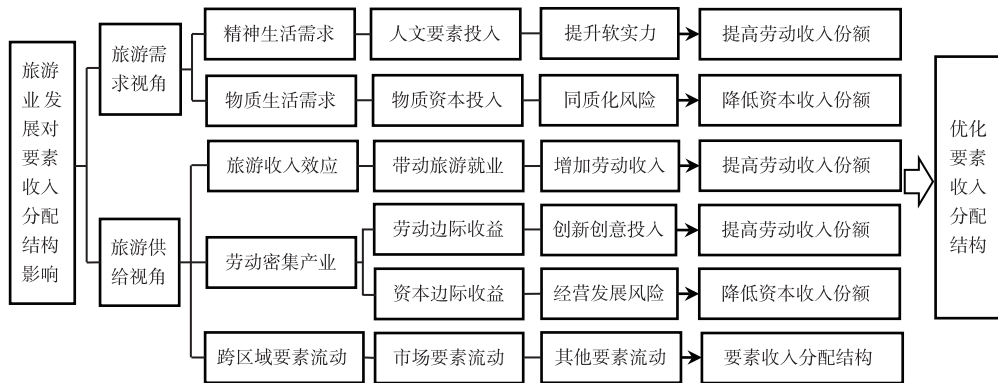 旅游
业发
展对
要素
收入
分配
结构
影响
旅游需
求视角
精神生活需求
人文要素投入
提升软实力
提高劳动收入份额
物质生活需求
物质资本投入
同质化风险
降低资本收入份额
旅游供
给视角
旅游收入效应
带动旅游就业
增加劳动收入
提高劳动收入份额
劳动密集产业
劳动边际收益
创新创意投入
提高劳动收入份额
资本边际收益
经营发展风险
降低资本收入份额
跨区域要素流动
市场要素流动
其他要素流动
要素收入分配结构
优化
要素
收入
分配
结构